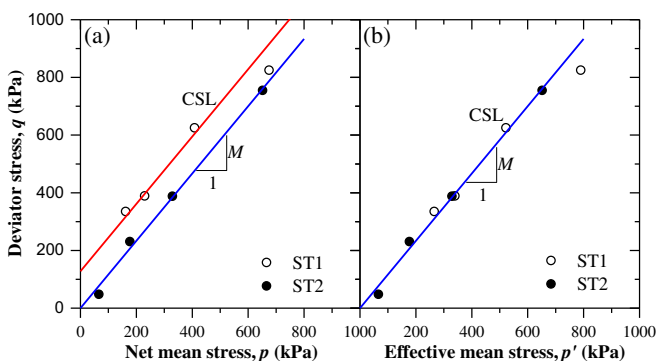 (a)
(b)
Deviator stress, q (kPa)
1000
800
600
400
200
0
CSL
M
1
ST1
ST2
CSL
M
1
ST1
ST2
0 200 400 600 800 1000 200 400 600 800 1000
Net mean stress, p (kPa)
Effective mean stress, p′ (kPa)